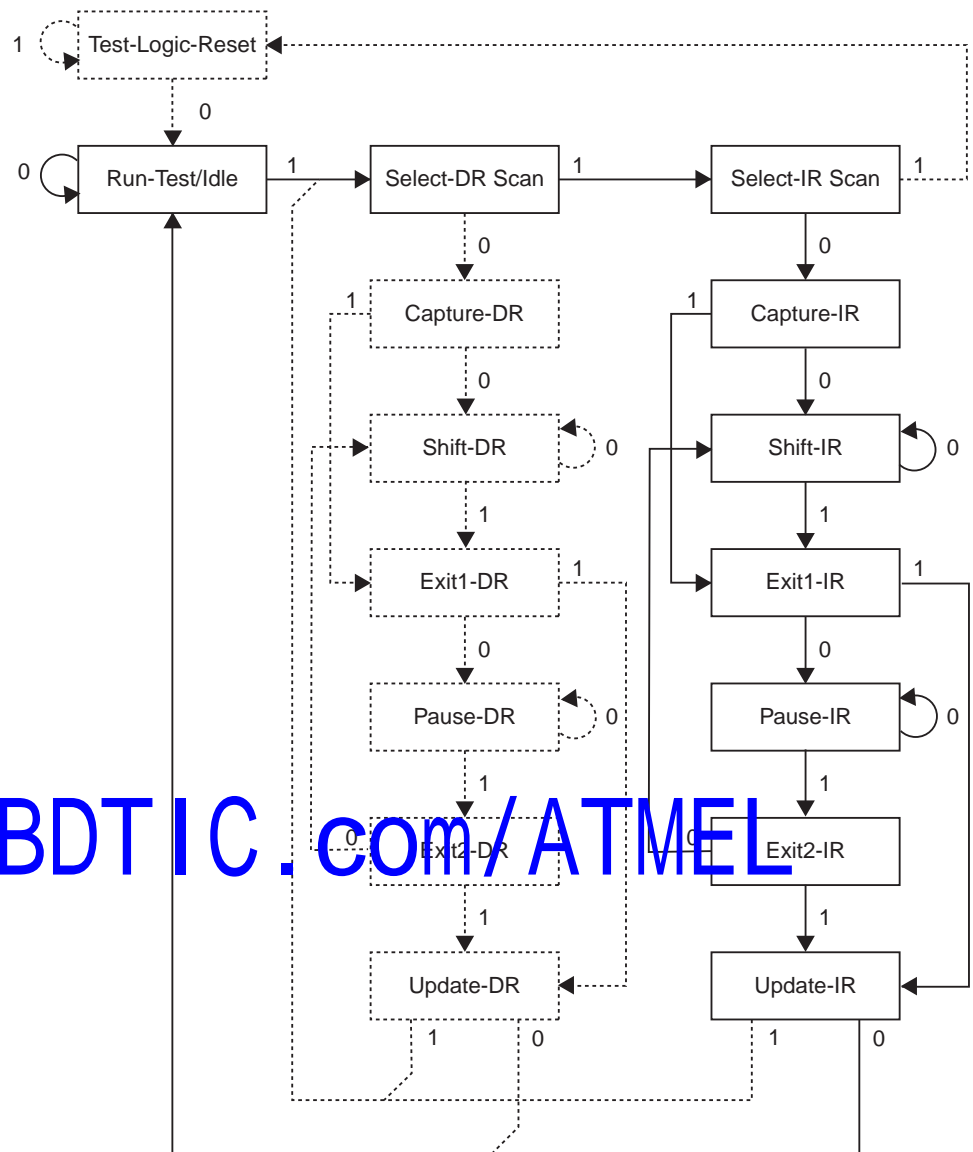 1
Test-Logic-Reset
0
0
Run-Test/Idle
1
Select-DR Scan
1
Select-IR Scan
1
0
0
1
Capture-DR
1
Capture-IR
0
0
Shift-DR
0
Shift-IR
0
1
1
Exit1-DR
1
Exit1-IR
1
0
0
Pause-DR
0
Pause-IR
0
1
1
BDTIC.com/ATMEL
0
Exit2-DR
0
Exit2-IR
1
1
Update-DR
Update-IR
1
0
1
0